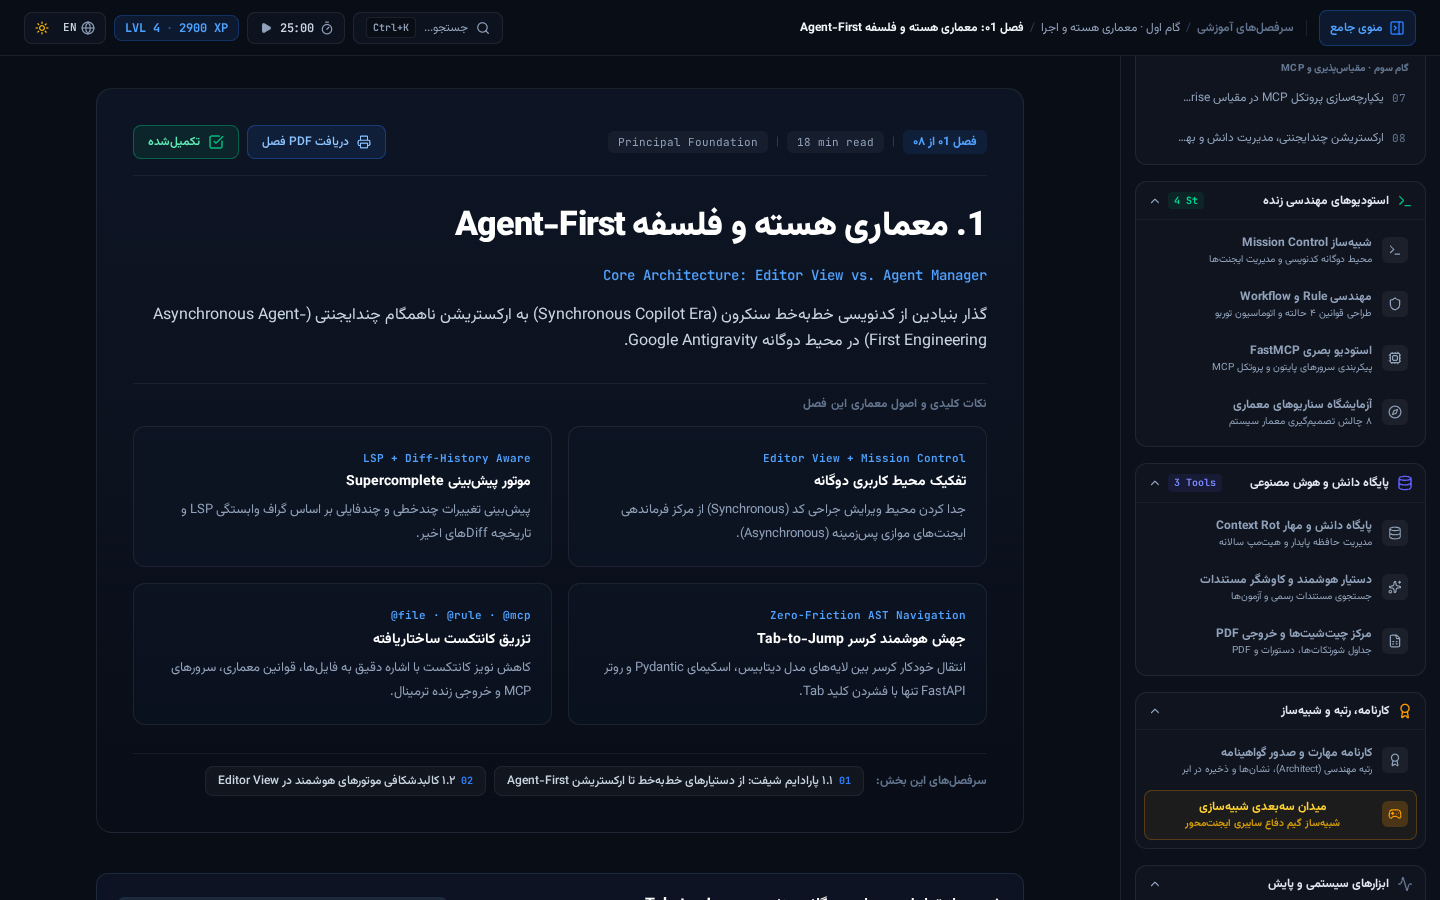 منوی جامع
سرفصل‌های آموزشی / گام اول · معماری هسته و اجرا / فصل ۰1: معماری هسته و فلسفه Agent-First
جستجو... Ctrl+K
25:00
LVL 4 · 2900 XP
EN
گام سوم · مقیاس‌پذیری و MCP
07 یکپارچه‌سازی پروتکل MCP در مقیاس rise...
08 ارکستریشن چندایجنتی، مدیریت دانش و به...
استودیوهای مهندسی زنده 4 St
شبیه‌ساز Mission Control
محیط دوگانه کدنویسی و مدیریت ایجنت‌ها
مهندسی Rule و Workflow
طراحی قوانین ۴ حالته و اتوماسیون توربو
استودیو بصری FastMCP
پیکربندی سرورهای پایتون و پروتکل MCP
آزمایشگاه سناریوهای معماری
۸ چالش تصمیم‌گیری معمار سیستم
پایگاه دانش و هوش مصنوعی 3 Tools
پایگاه دانش و مهار Context Rot
مدیریت حافظه پایدار و هیت‌مپ سالانه
دستیار هوشمند و کاوشگر مستندات
جستجوی مستندات رسمی و آزمون‌ها
مرکز چیت‌شیت‌ها و خروجی PDF
جداول شورتکات‌ها، دستورات و PDF
کارنامه، رتبه و شبیه‌ساز
کارنامه مهارت و صدور گواهینامه
رتبه مهندسی (Architect)، نشان‌ها و ذخیره در ابر
میدان سه‌بعدی شبیه‌سازی
شبیه‌ساز گیم دفاع سایبری ایجنت‌محور
ابزارهای سیستمی و پایش
فصل ۰1 از ۰۸
18 min read
Principal Foundation
دریافت PDF فصل
تکمیل‌شده
1. معماری هسته و فلسفه Agent-First
Core Architecture: Editor View vs. Agent Manager
گذار بنیادین از کدنویسی خط‌به‌خط سنکرون (Synchronous Copilot Era) به ارکستریشن ناهمگام چندایجنتی (Asynchronous Agent-
First Engineering) در محیط دوگانه Google Antigravity.
نکات کلیدی و اصول معماری این فصل
Editor View + Mission Control
تفکیک محیط کاربری دوگانه
جدا کردن محیط ویرایش جراحی کد (Synchronous) از مرکز فرماندهی
ایجنت‌های موازی پس‌زمینه (Asynchronous).
LSP + Diff-History Aware
موتور پیش‌بینی Supercomplete
پیش‌بینی تغییرات چندخطی و چندفایلی بر اساس گراف وابستگی LSP و
تاریخچه Diffهای اخیر.
Zero-Friction AST Navigation
جهش هوشمند کرسر Tab-to-Jump
انتقال خودکار کرسر بین لایه‌های مدل دیتابیس، اسکیمای Pydantic و روتر
FastAPI تنها با فشردن کلید Tab.
@file · @rule · @mcp
تزریق کانتکست ساختاریافته
کاهش نویز کانتکست با اشاره دقیق به فایل‌ها، قوانین معماری، سرورهای
MCP و خروجی زنده ترمینال.
سرفصل‌های این بخش:
01 ۱.۱ پارادایم شیفت: از دستیارهای خط‌به‌خط تا ارکستریشن Agent-First
02 ۱.۲ کالبدشکافی موتورهای هوشمند در Editor View